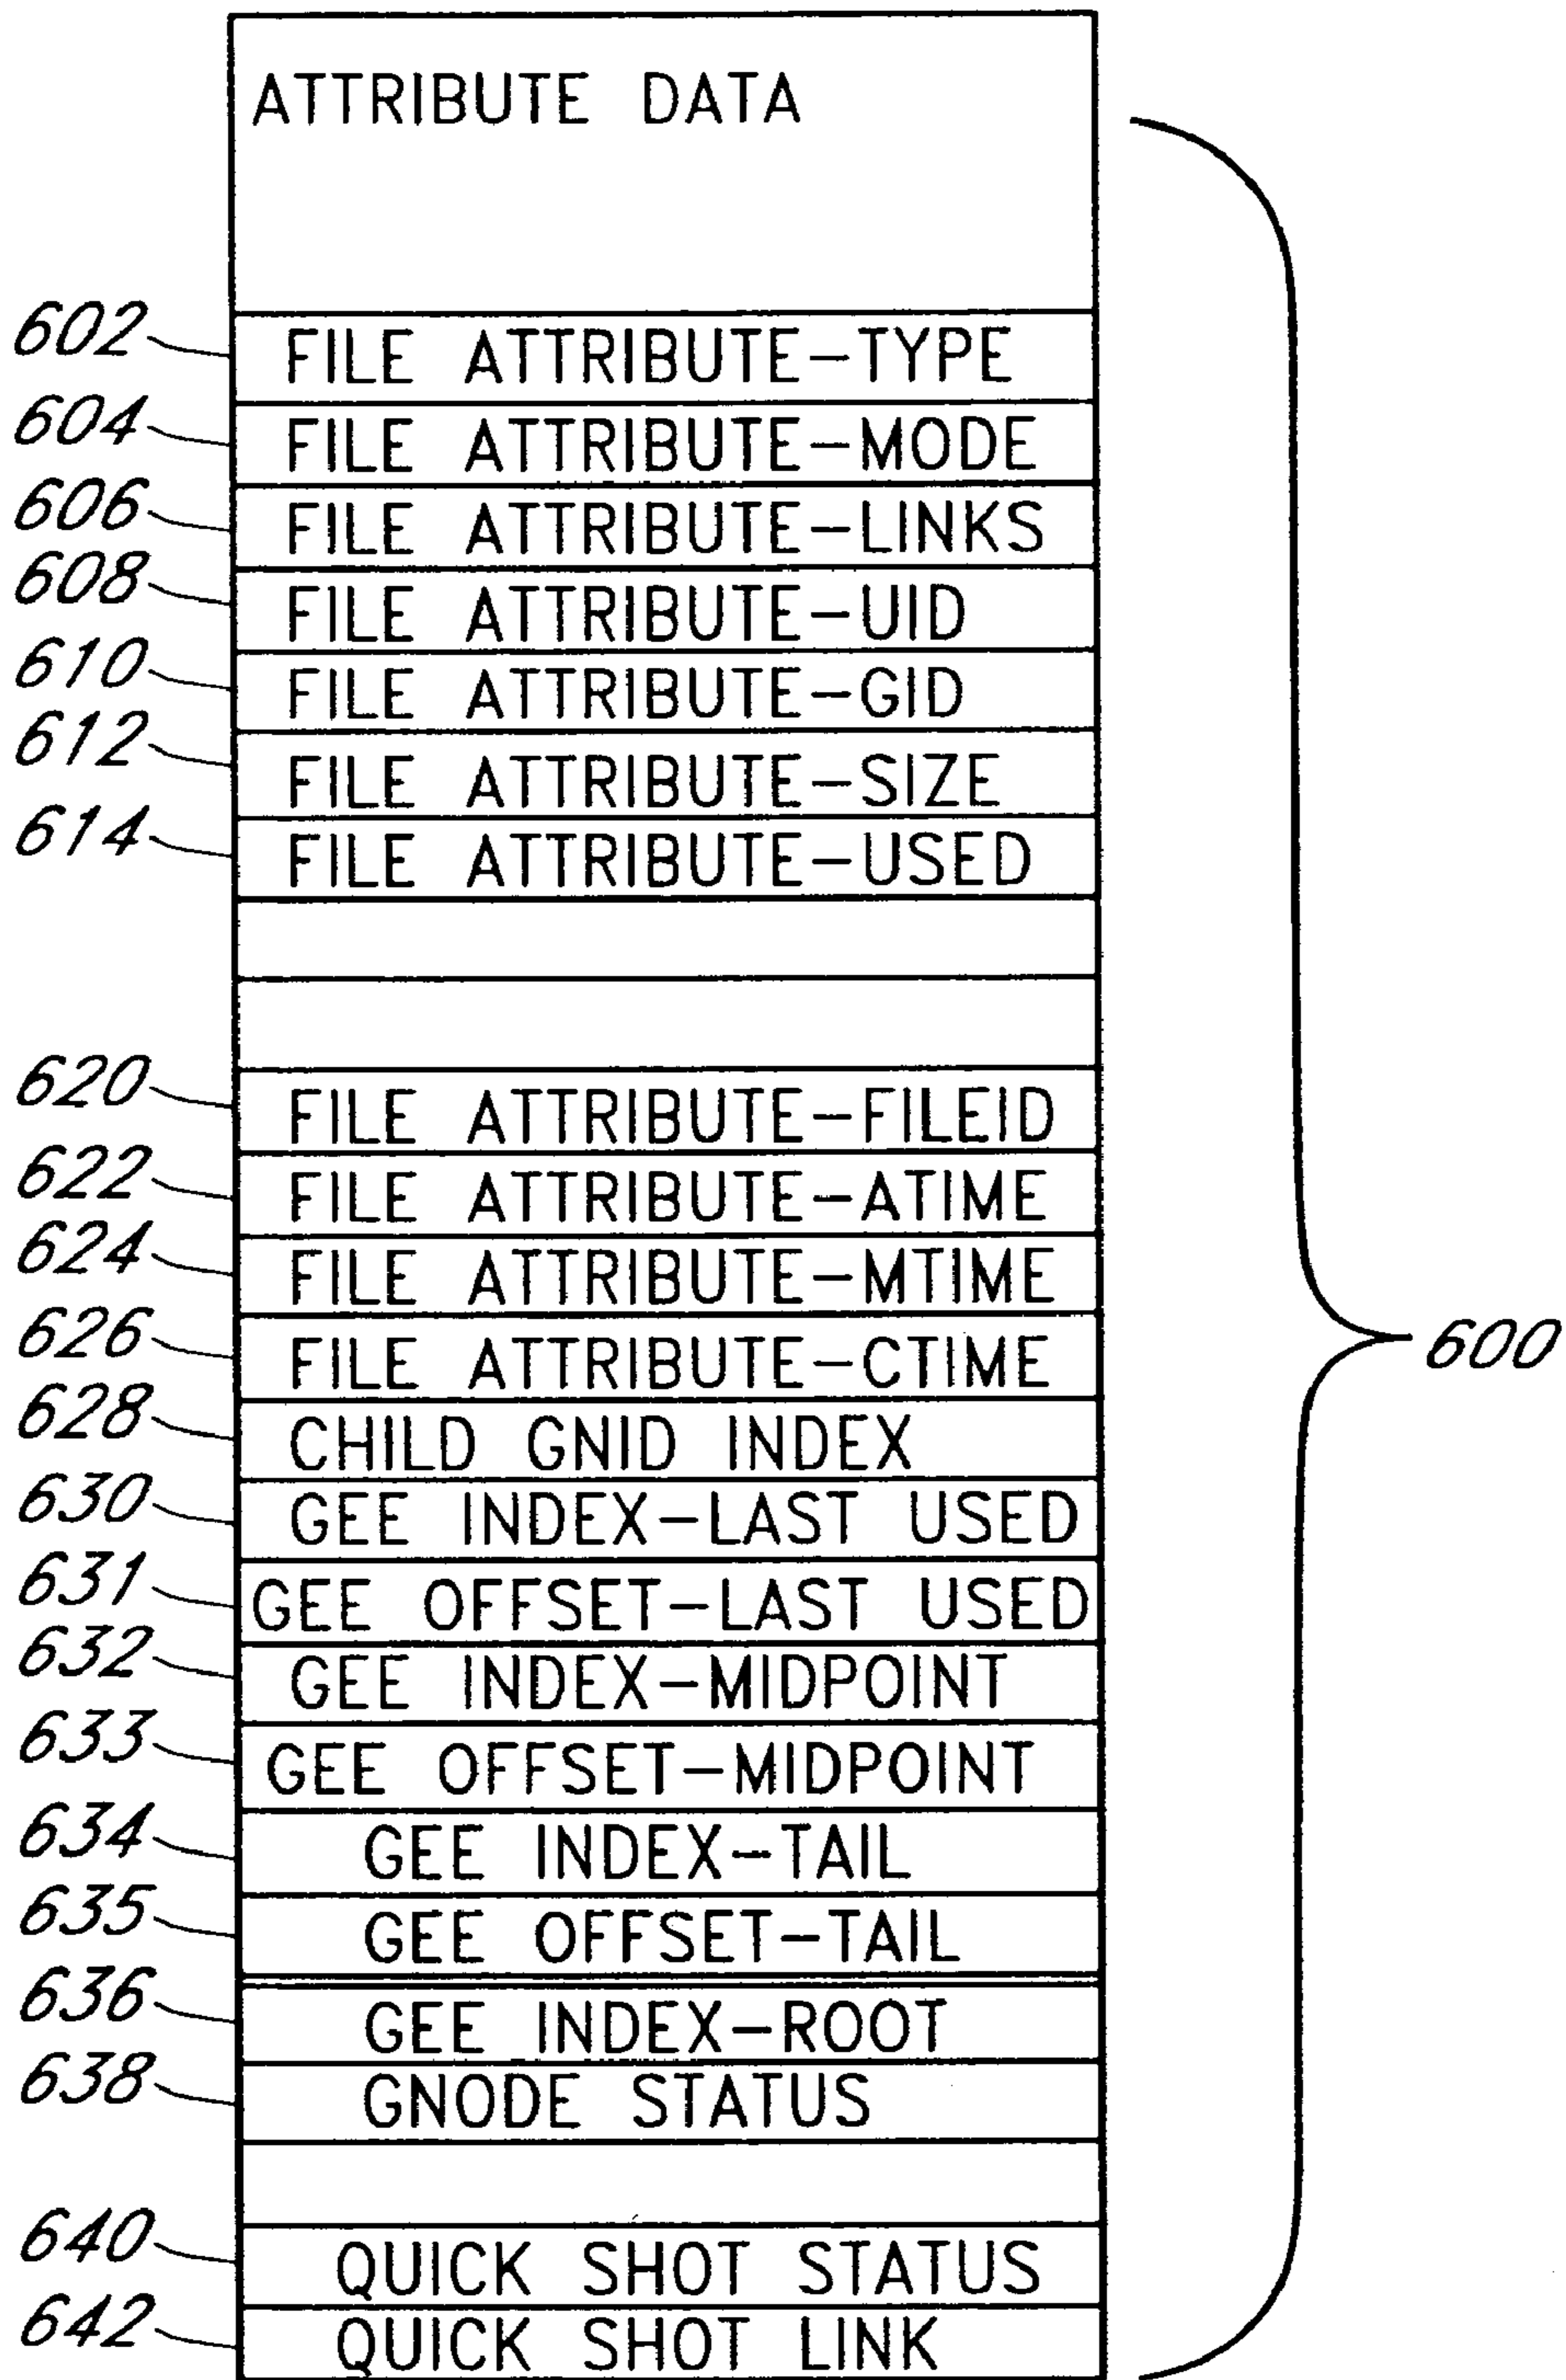 ATTRIBUTE DATA
602 FILE ATTRIBUTE-TYPE
604 FILE ATTRIBUTE-MODE
606 FILE ATTRIBUTE-LINKS
608 FILE ATTRIBUTE-UID
610 FILE ATTRIBUTE-GID
612 FILE ATTRIBUTE-SIZE
614 FILE ATTRIBUTE-USED
620 FILE ATTRIBUTE-FILEID
622 FILE ATTRIBUTE-ATIME
624 FILE ATTRIBUTE-MTIME
626 FILE ATTRIBUTE-CTIME
600
628 CHILD GNID INDEX
630 GEE INDEX-LAST USED
631 GEE OFFSET-LAST USED
632 GEE INDEX-MIDPOINT
633 GEE OFFSET-MIDPOINT
634 GEE INDEX-TAIL
635 GEE OFFSET-TAIL
636 GEE INDEX-ROOT
638 GNODE STATUS
640 QUICK SHOT STATUS
642 QUICK SHOT LINK